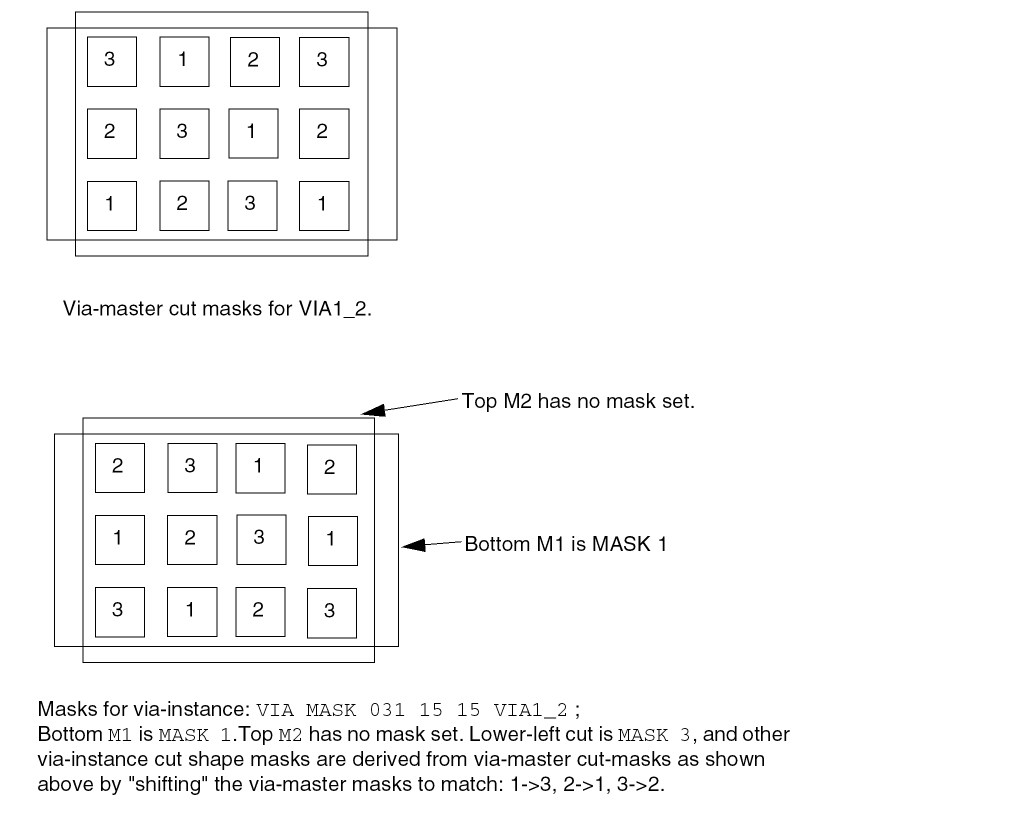 3 1 2 3
2 3 1 2
1 2 3 1
Via-master cut masks for VIA1_2.
Top M2 has no mask set.
2 3 1 2
1 2 3 1
Bottom M1 is MASK 1
3 1 2 3
Masks for via-instance: VIA MASK 031 15 15 VIA1_2 ;
Bottom M1 is MASK 1.Top M2 has no mask set. Lower-left cut is MASK 3, and other
via-instance cut shape masks are derived from via-master cut-masks as shown
above by "shifting" the via-master masks to match: 1->3, 2->1, 3->2.